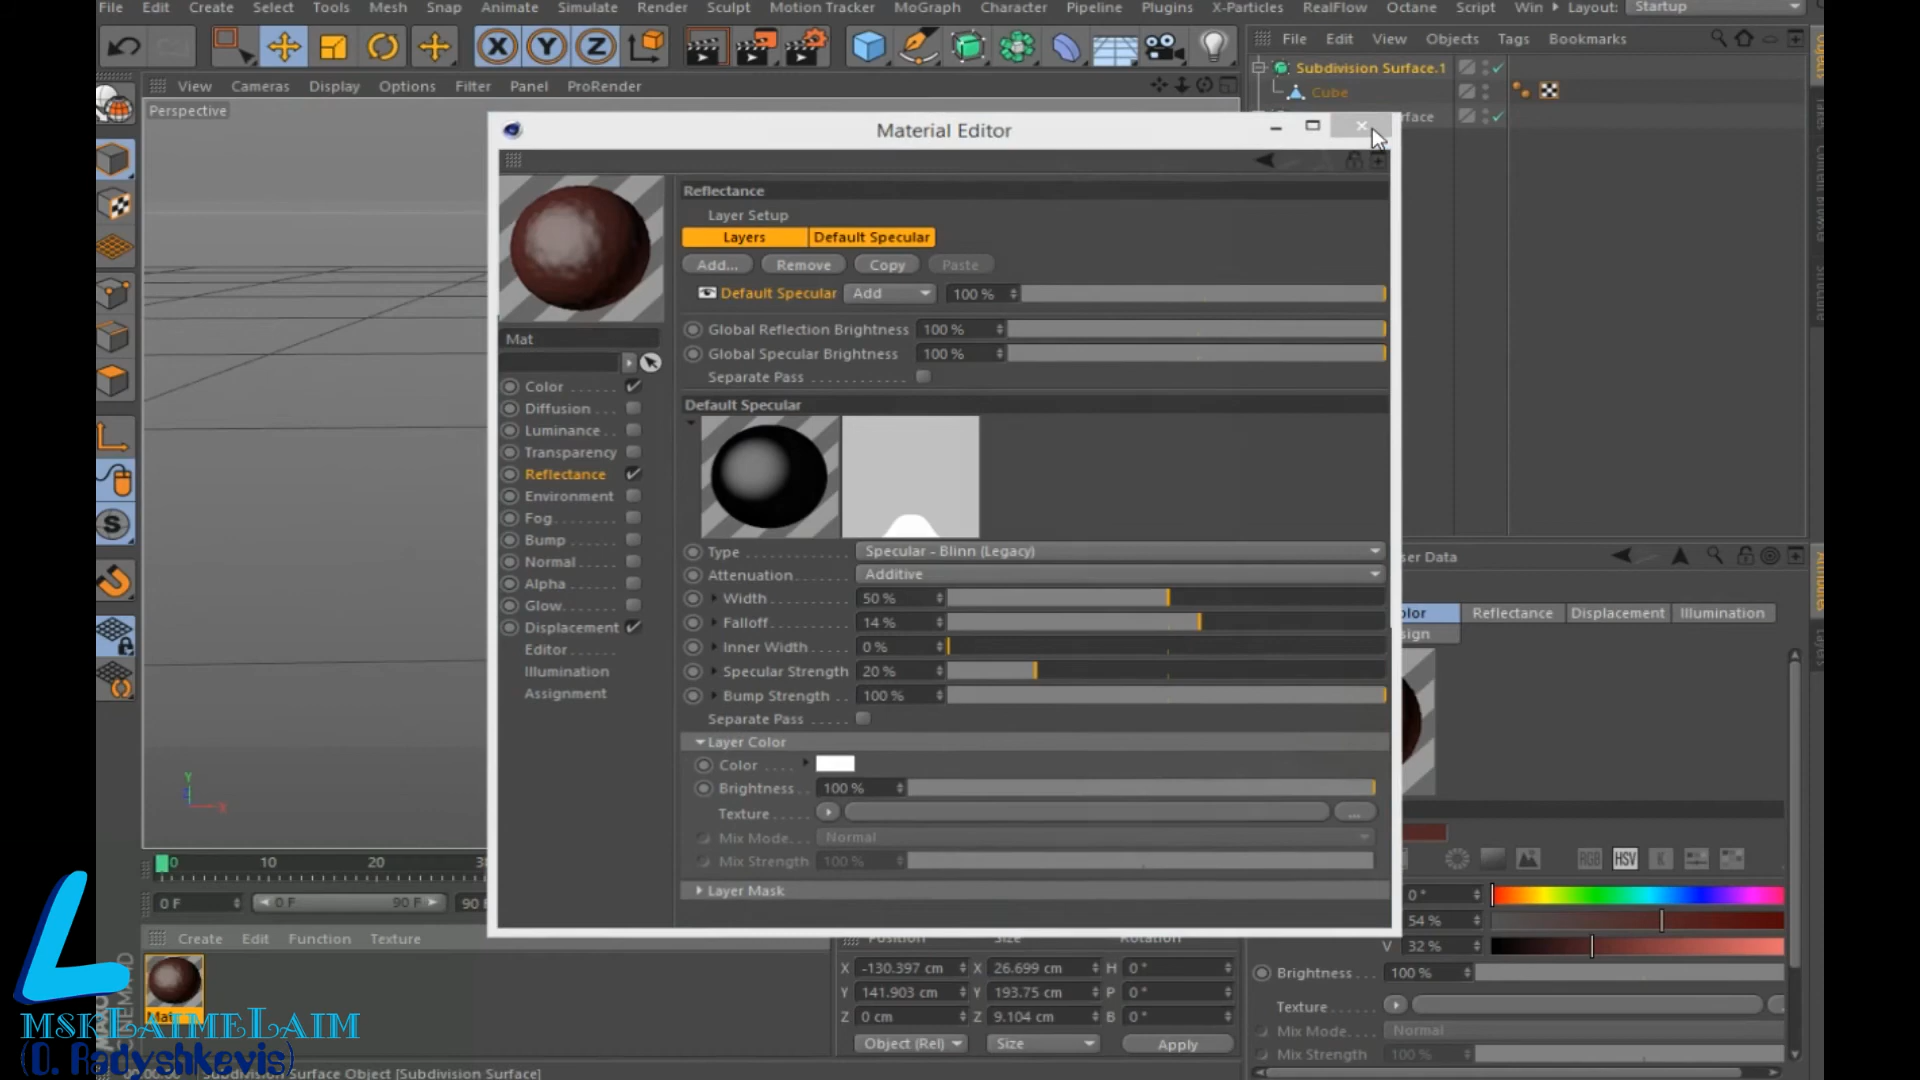 File Edit Create Select Tools Mesh Snap Animate Simulate Render Sculpt Motion Tracker MoGraph Character Pipeline Plugins X-Particles RealFlow Octane Script Win Layout: Startup
File Edit View Objects Tags Bookmarks
Subdivision Surface.1
Cube
View Cameras Display Options Filter Panel ProRender
Perspective
Material Editor
Reflectance
Layer Setup
Layers Default Specular
Add... Remove Copy Paste
Default Specular Add 100 %
Global Reflection Brightness 100 %
Global Specular Brightness 100 %
Separate Pass
Mat
Color
Diffusion
Luminance
Transparency
Reflectance
Environment
Fog
Bump
Normal
Alpha
Glow
Displacement
Editor
Illumination
Assignment
Default Specular
Type Specular - Blinn (Legacy)
Attenuation Additive
Width 50 %
Falloff 14 %
Inner Width 0 %
Specular Strength 20 %
Bump Strength 100 %
Separate Pass
Layer Color
Color
Brightness 100 %
Texture ...
Mix Mode Normal
Mix Strength 100 %
Layer Mask
ser Data
olor Reflectance Displacement Illumination
sign
RGB HSV K
0 °
54 %
V 32 %
Brightness 100 %
Texture
Mix Mode Normal
Mix Strength 100 %
0 10 20
0 F 0 F 90 F 90
Create Edit Function Texture
Mat
Position Size Rotation
X -130.397 cm X 26.699 cm H 0 °
Y 141.903 cm Y 193.75 cm P 0 °
Z 0 cm Z 9.104 cm B 0 °
Object (Rel) Size Apply
Subdivision Surface Object [Subdivision Surface]
L
mskLaimeLaim
(O. Radyshkevis)